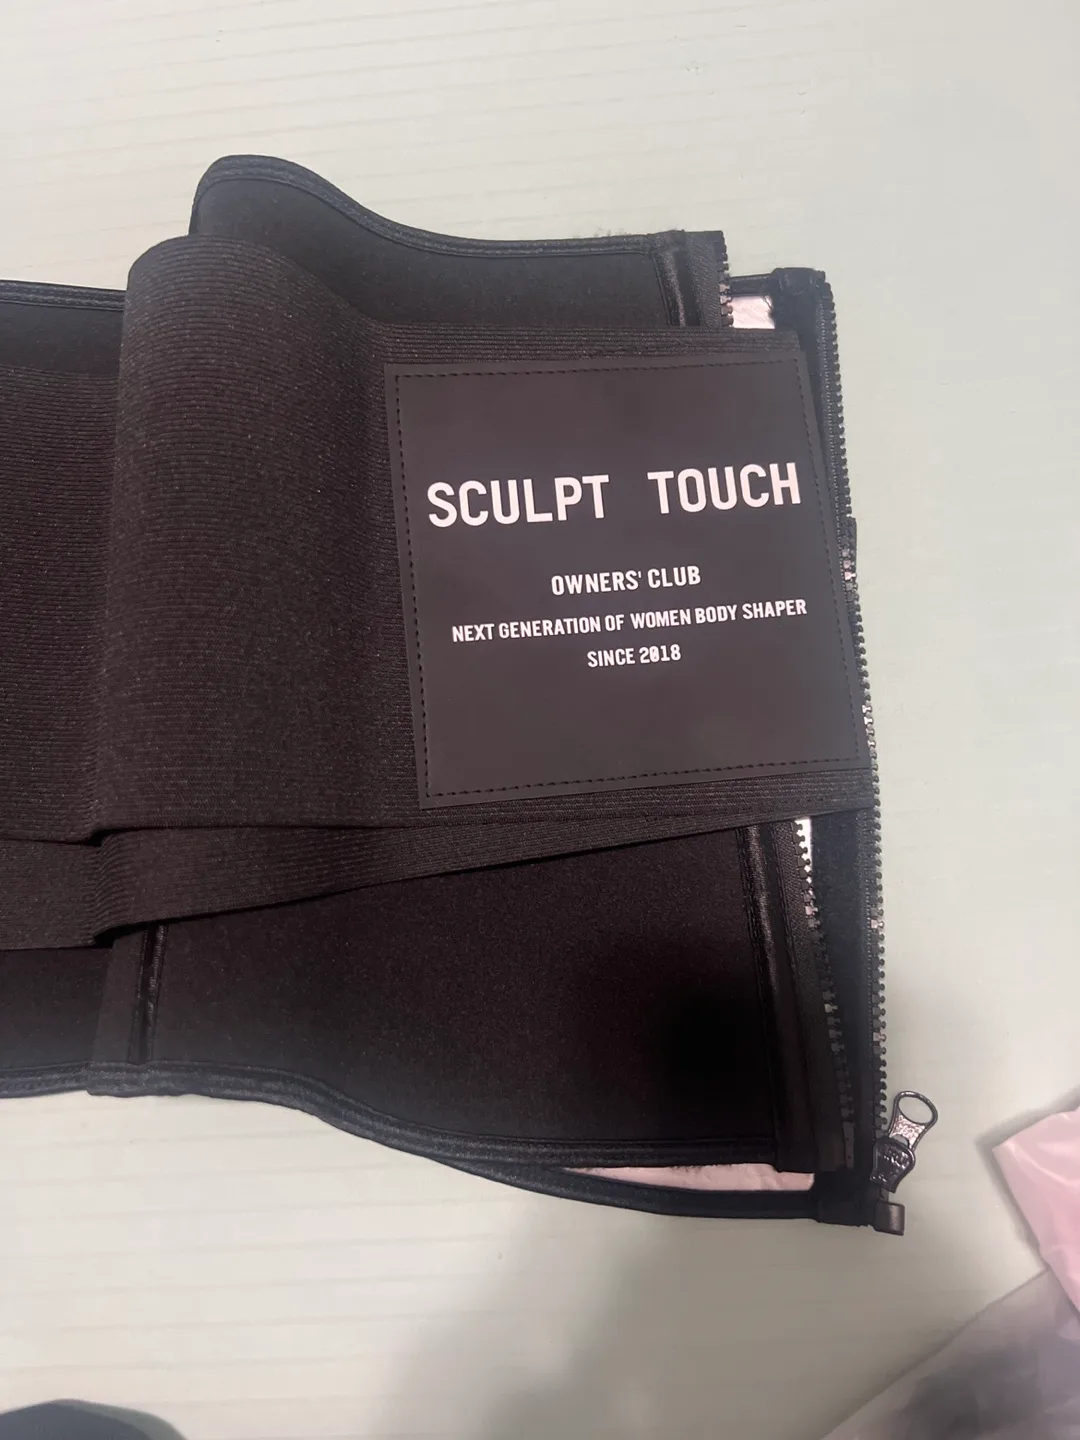 SCULPT TOUCH
OWNERS' CLUB
NEXT GENERATION OF WOMEN BODY SHAPER
SINCE 2018